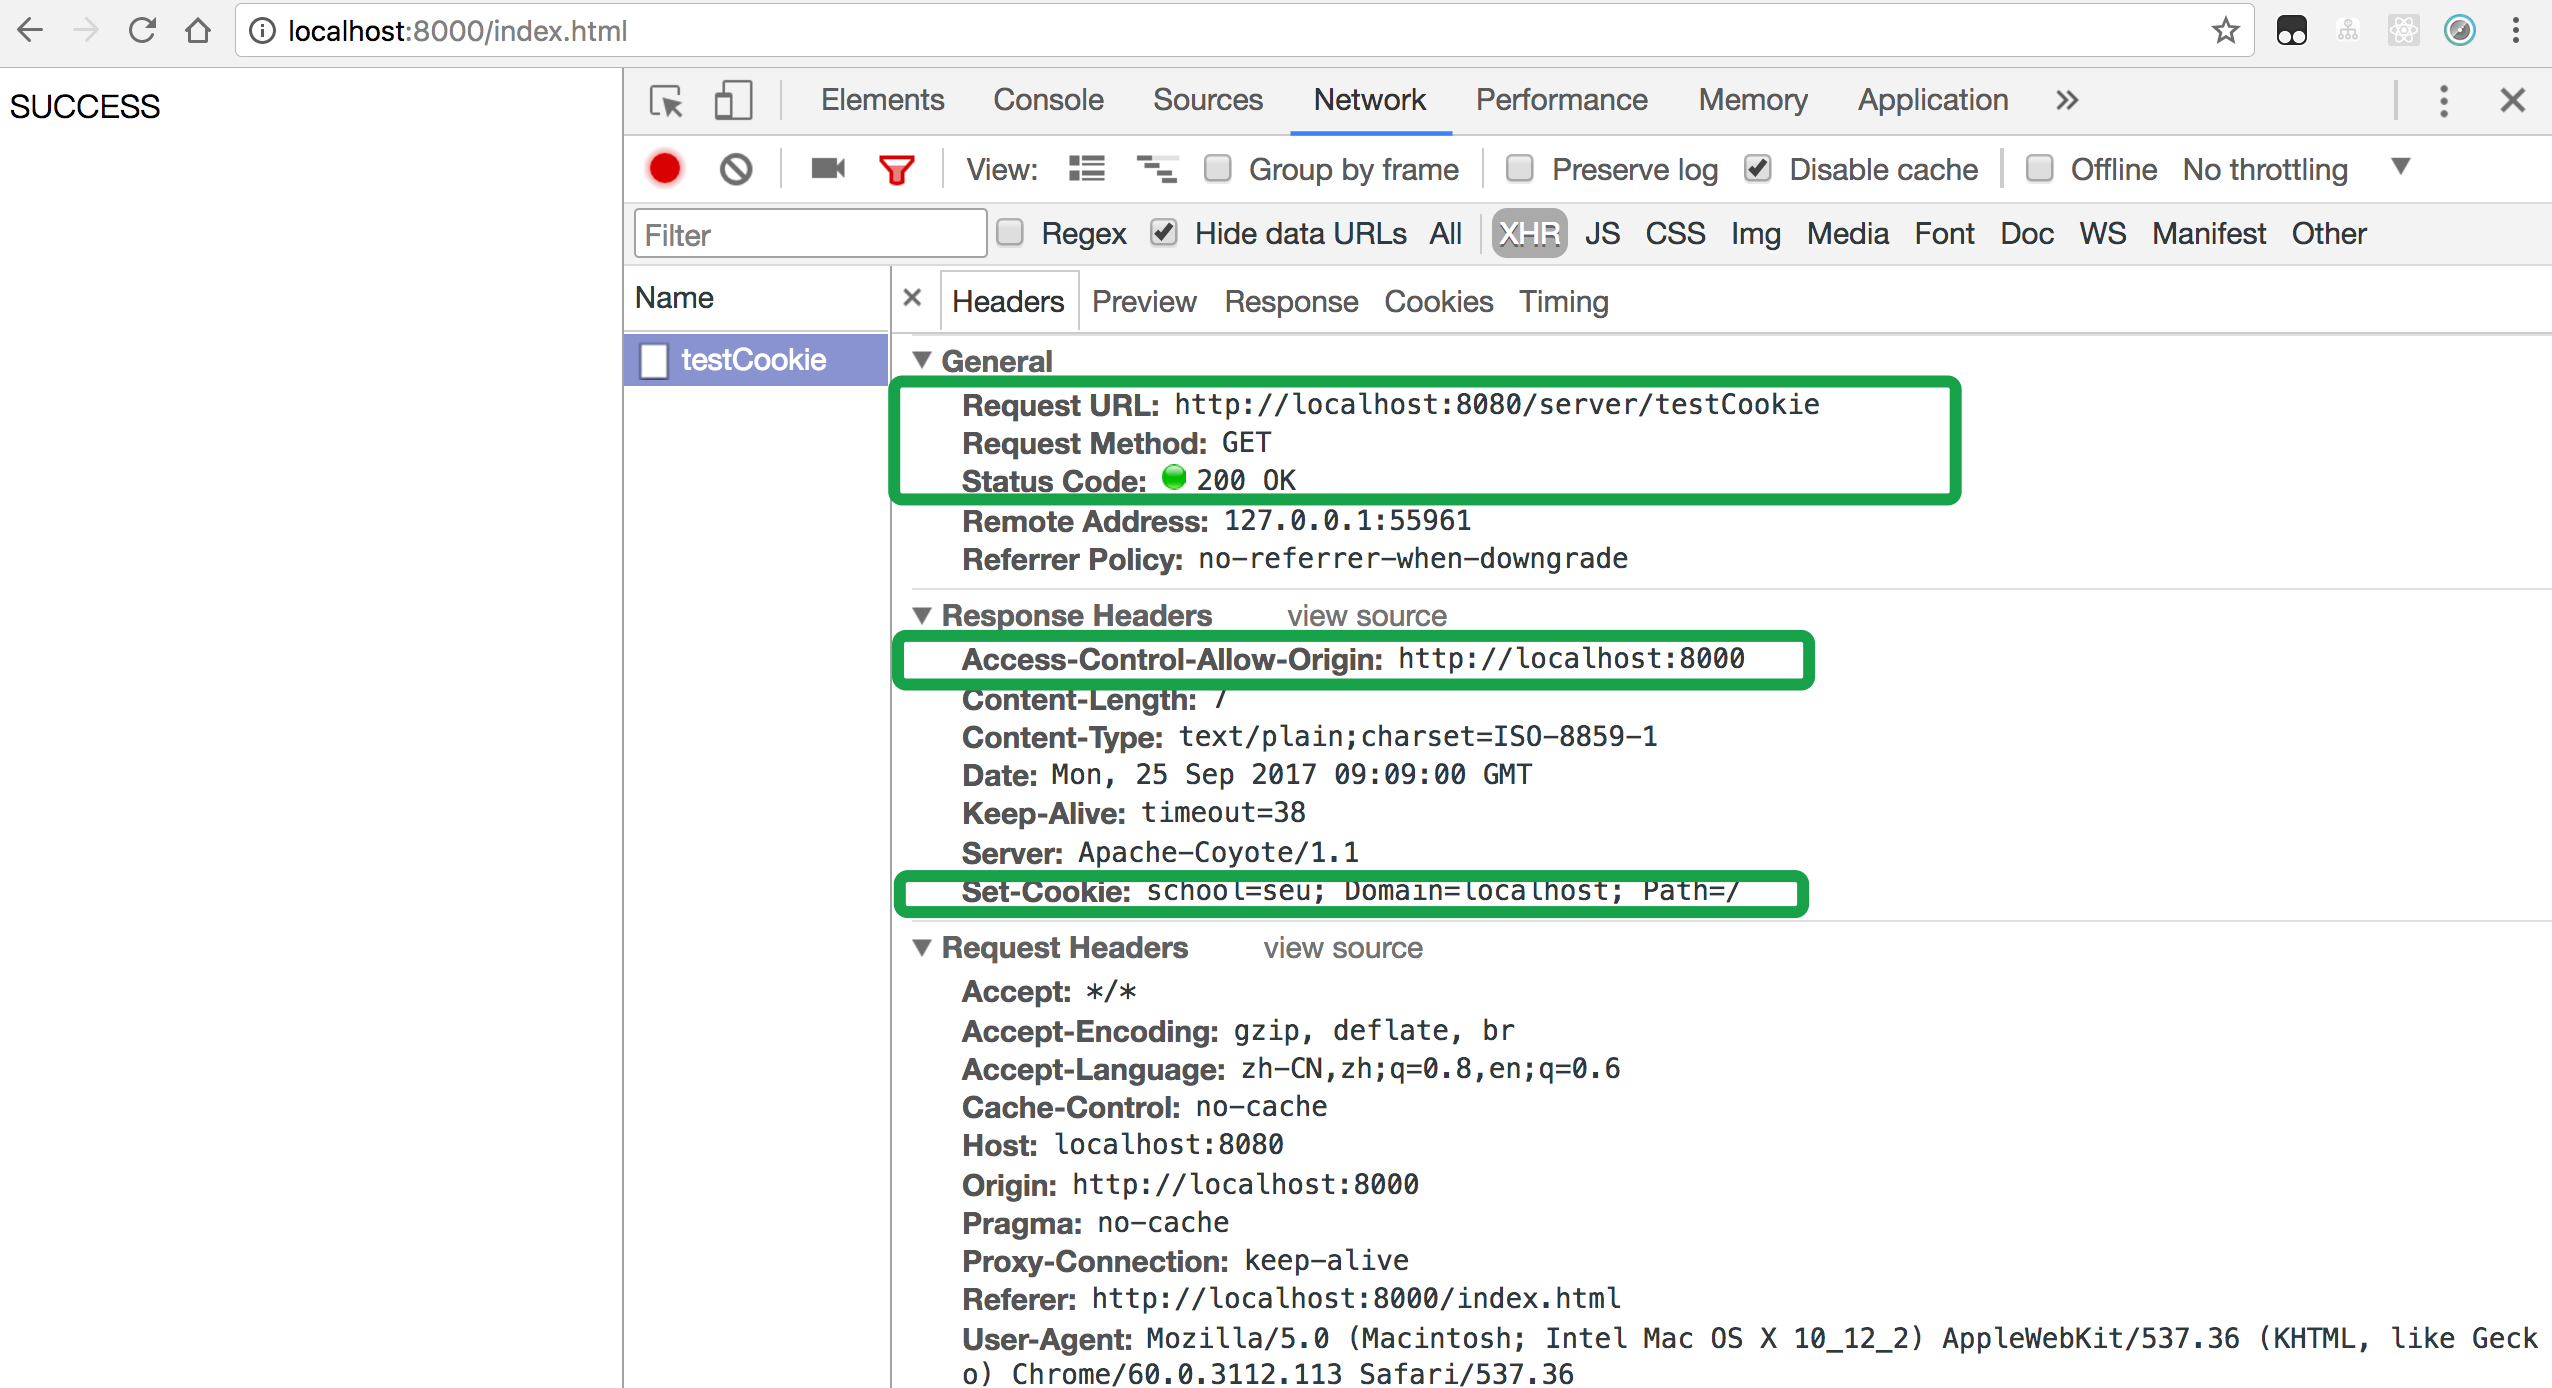 localhost:8000/index.html
SUCCESS
Elements Console Sources Network Performance Memory Application »
View: Group by frame Preserve log Disable cache Offline No throttling
Filter Regex Hide data URLs All XHR JS CSS Img Media Font Doc WS Manifest Other
Name
Headers Preview Response Cookies Timing
testCookie
General
Request URL: http://localhost:8080/server/testCookie
Request Method: GET
Status Code: 200 OK
Remote Address: 127.0.0.1:55961
Referrer Policy: no-referrer-when-downgrade
Response Headers view source
Access-Control-Allow-Origin: http://localhost:8000
Content-Length:
Content-Type: text/plain;charset=ISO-8859-1
Date: Mon, 25 Sep 2017 09:09:00 GMT
Keep-Alive: timeout=38
Server: Apache-Coyote/1.1
Set-Cookie: school=seu; Domain=localhost; Path=/
Request Headers view source
Accept: */*
Accept-Encoding: gzip, deflate, br
Accept-Language: zh-CN,zh;q=0.8,en;q=0.6
Cache-Control: no-cache
Host: localhost:8080
Origin: http://localhost:8000
Pragma: no-cache
Proxy-Connection: keep-alive
Referer: http://localhost:8000/index.html
User-Agent: Mozilla/5.0 (Macintosh; Intel Mac OS X 10_12_2) AppleWebKit/537.36 (KHTML, like Geck
o) Chrome/60.0.3112.113 Safari/537.36